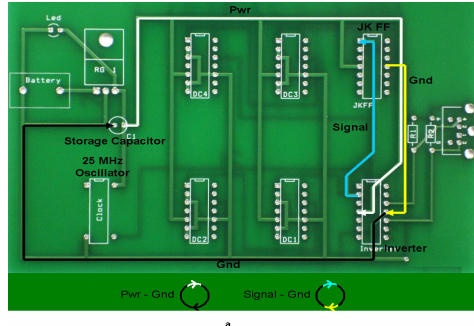 Pwr
Led
JK FF
RG 1
Battery
DC4
DC3
JKFF
Gnd
C1
Storage Capacitor
Signal
R1
R2
25 MHz
Oscillator
Clock
DC2
DC1
Inverter
Gnd
Pwr - Gnd
Signal - Gnd
a